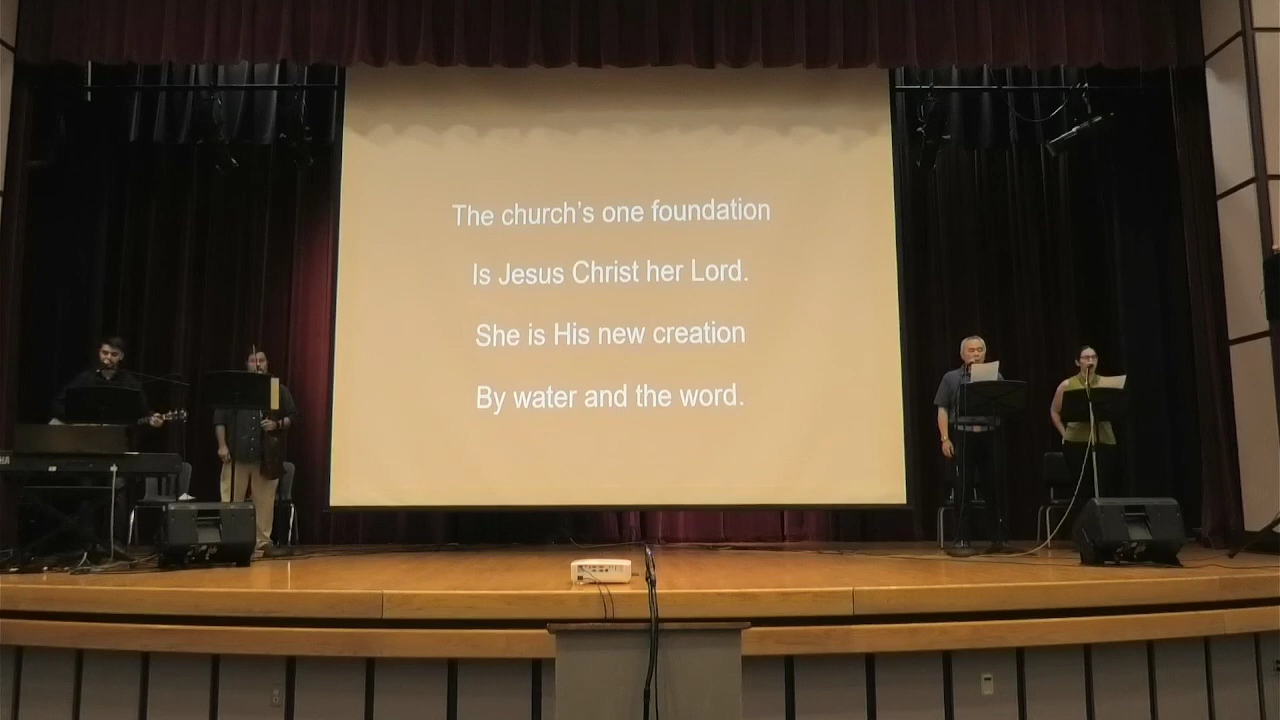 The church's one foundation
Is Jesus Christ her Lord.
She is His new creation
By water and the word.